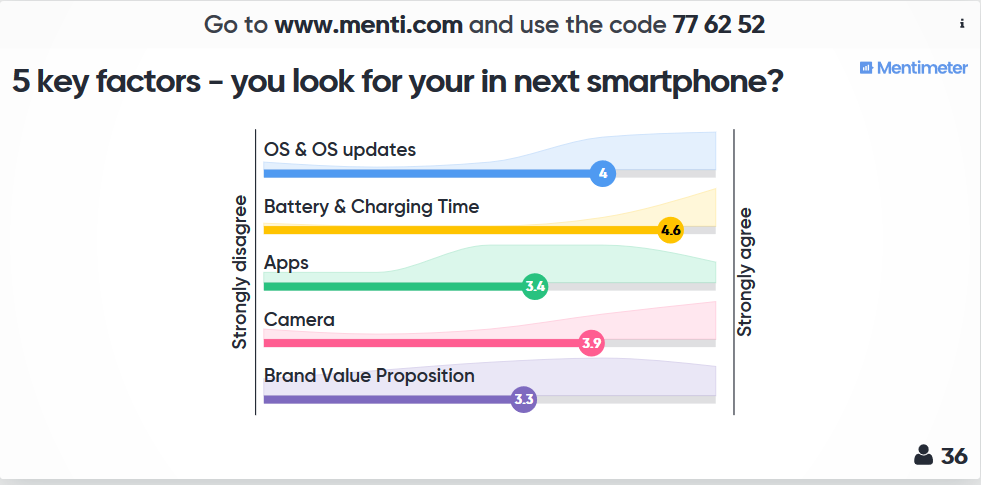 Go to www.menti.com and use the code 77 62 52
i
Mentimeter
5 key factors – you look for your in next smartphone?
Strongly disagree
OS & OS updates
4
Battery & Charging Time
4.6
Apps
3.4
Camera
3.9
Brand Value Proposition
3.3
Strongly agree
36